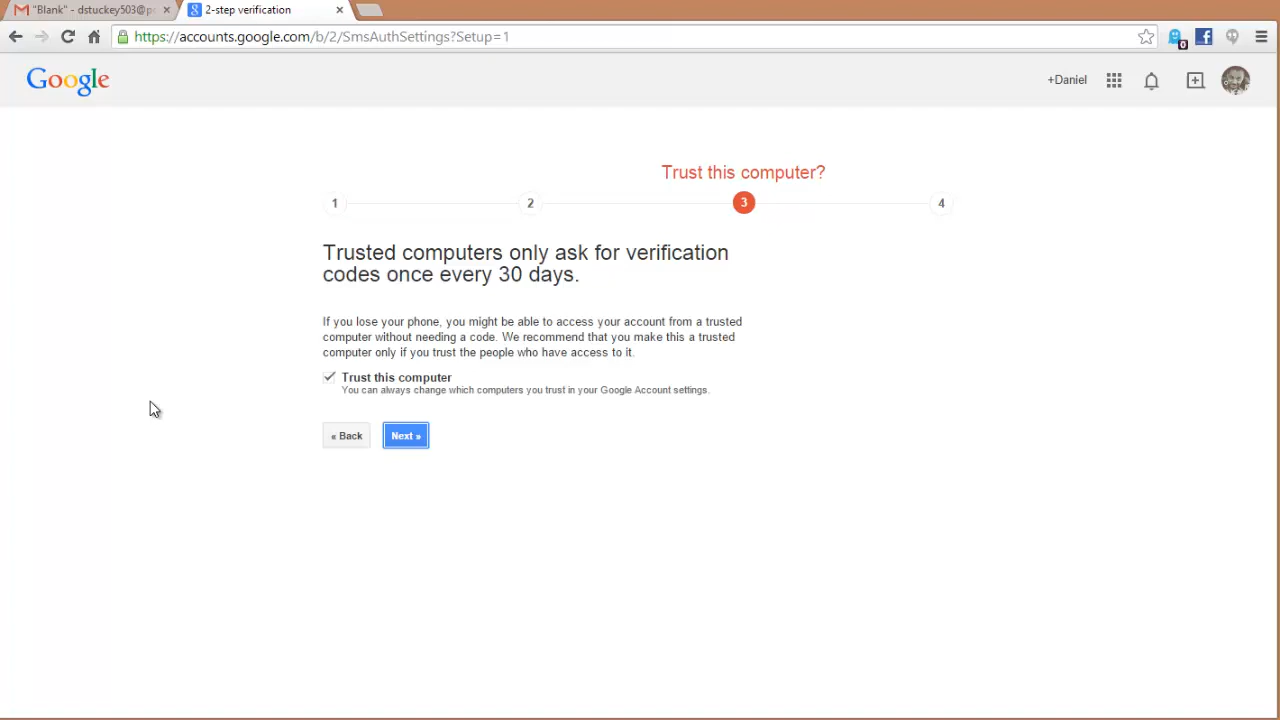 "Blank" - dstuckey503@p
2-step verification
https://accounts.google.com/b/2/SmsAuthSettings?Setup=1
0
Google
+Daniel
Trust this computer?
1 2 3 4
Trusted computers only ask for verification
codes once every 30 days.
If you lose your phone, you might be able to access your account from a trusted
computer without needing a code. We recommend that you make this a trusted
computer only if you trust the people who have access to it.
Trust this computer
You can always change which computers you trust in your Google Account settings.
« Back Next »